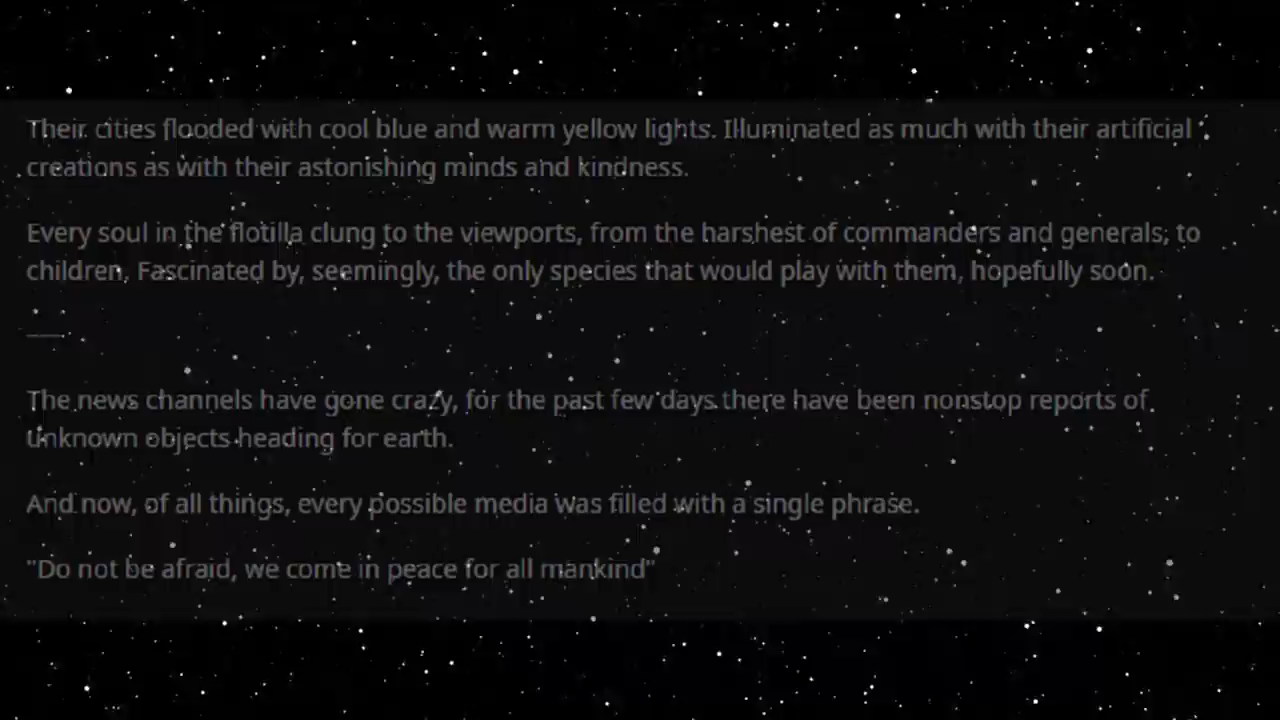 Their cities flooded with cool blue and warm yellow lights. Illuminated as much with their artificial
creations as with their astonishing minds and kindness.
Every soul in the flotilla clung to the viewports, from the harshest of commanders and generals, to
children, Fascinated by, seemingly, the only species that would play with them, hopefully soon.
___
The news channels have gone crazy, for the past few days there have been nonstop reports of
unknown objects heading for earth.
And now, of all things, every possible media was filled with a single phrase.
"Do not be afraid, we come in peace for all mankind"